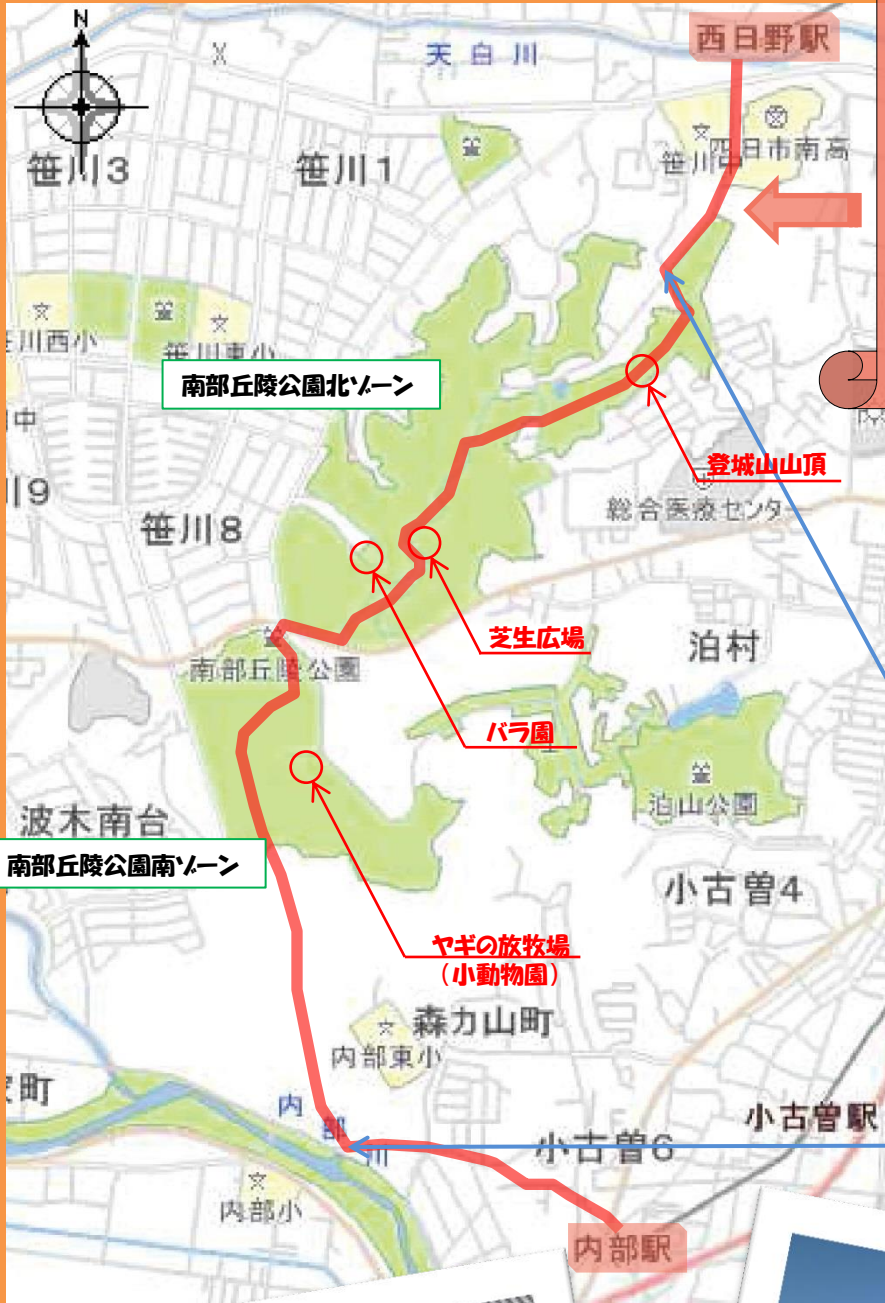 N
西日野駅
天白川
笹川3
笹川1
笹川中
四日市南高
笹川東小
南部丘陵公園北ゾーン
登城山山頂
総合医療センター
笹川8
芝生広場
泊村
南部丘陵公園
バラ園
泊山公園
波木南台
南部丘陵公園南ゾーン
小古曽4
ヤギの放牧場
(小動物園)
森カ山町
内部東小
内部川
小古曽駅
小古曽6
内部小
内部駅